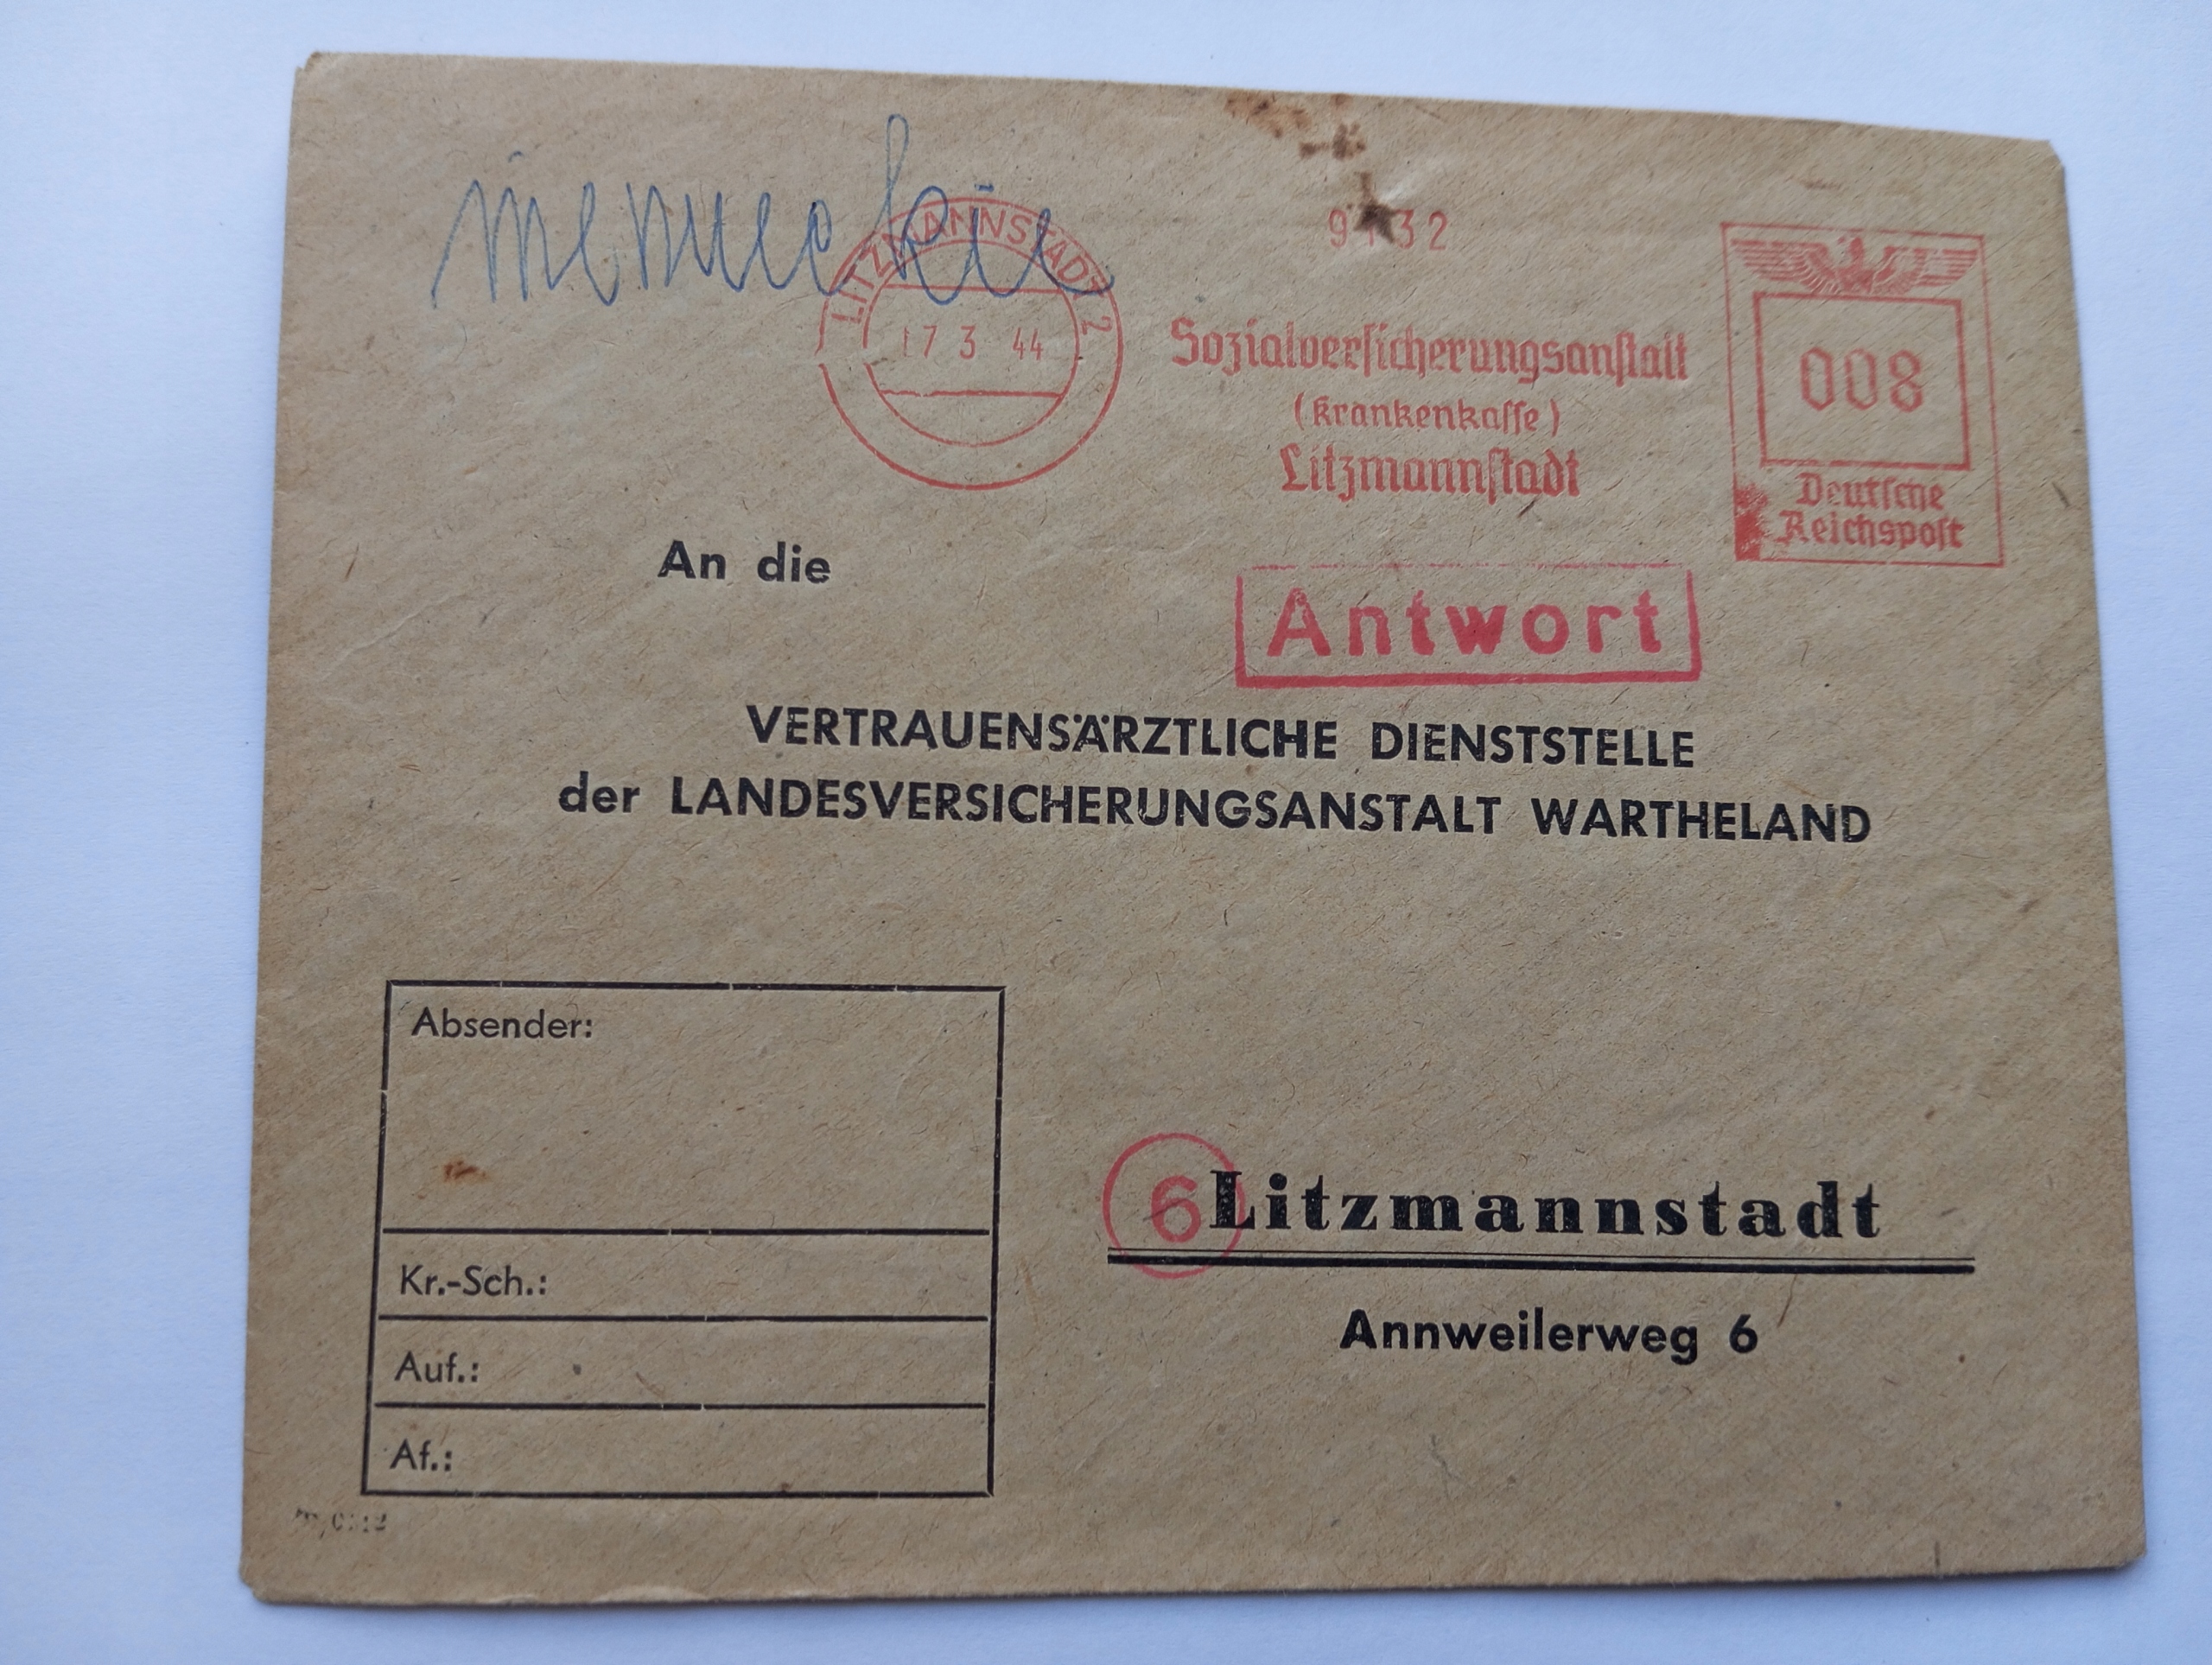 LITZMANNSTADT 2
17 3 44
Sozialversicherungsanstalt
(Krankenkasse)
Litzmannstadt
008
Deutsche
Reichspost
An die
Antwort
VERTRAUENSÄRZTLICHE DIENSTSTELLE
der LANDESVERSICHERUNGSANSTALT WARTHELAND
Absender:
Kr.-Sch.:
Auf.:
Af.:
6
Litzmannstadt
Annweilerweg 6